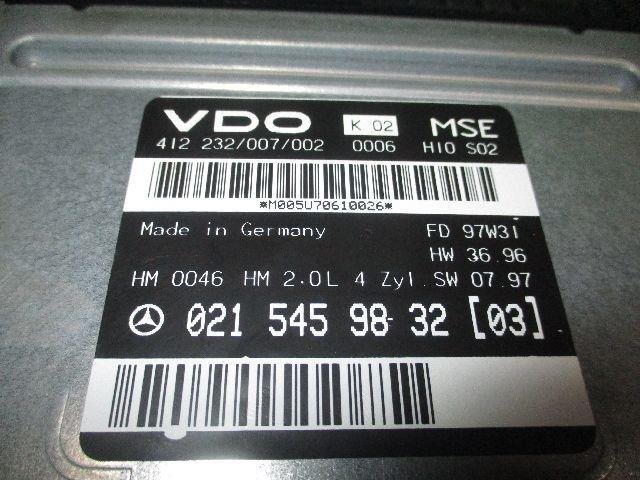 VDO K 02 MSE
412 232/007/002 0006 H10 S02
*M005U70610026*
Made in Germany FD 97W31
HW 36.96
HM 0046 HM 2.0L 4 Zyl. SW 07.97
021 545 98 32 [03]